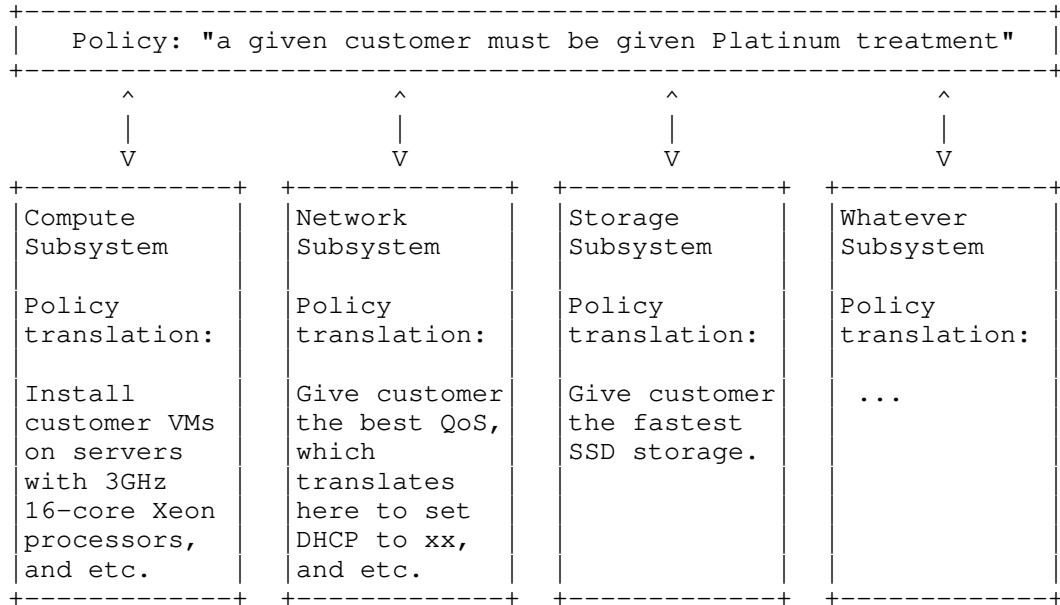 Policy: "a given customer must be given Platinum treatment"
Compute
Subsystem
Policy
translation:
Install
customer VMs
on servers
with 3GHz
16-core Xeon
processors,
and etc.
Network
Subsystem
Policy
translation:
Give customer
the best QoS,
which
translates
here to set
DHCP to xx,
and etc.
Storage
Subsystem
Policy
translation:
Give customer
the fastest
SSD storage.
Whatever
Subsystem
Policy
translation:
...